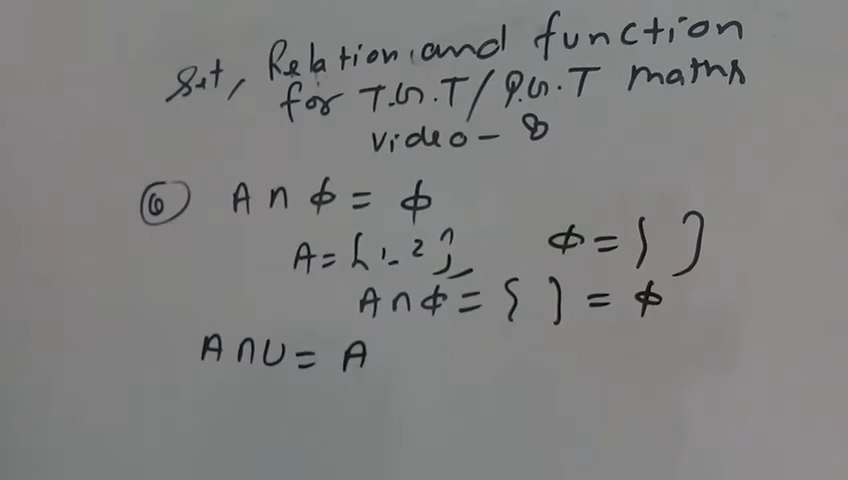 Set, Relation and function
for T.G.T/P.G.T maths
video - 8
⑥ A ∩ ϕ = ϕ
A = {1, 2} ϕ = { }
A ∩ ϕ = { } = ϕ
A ∩ U = A